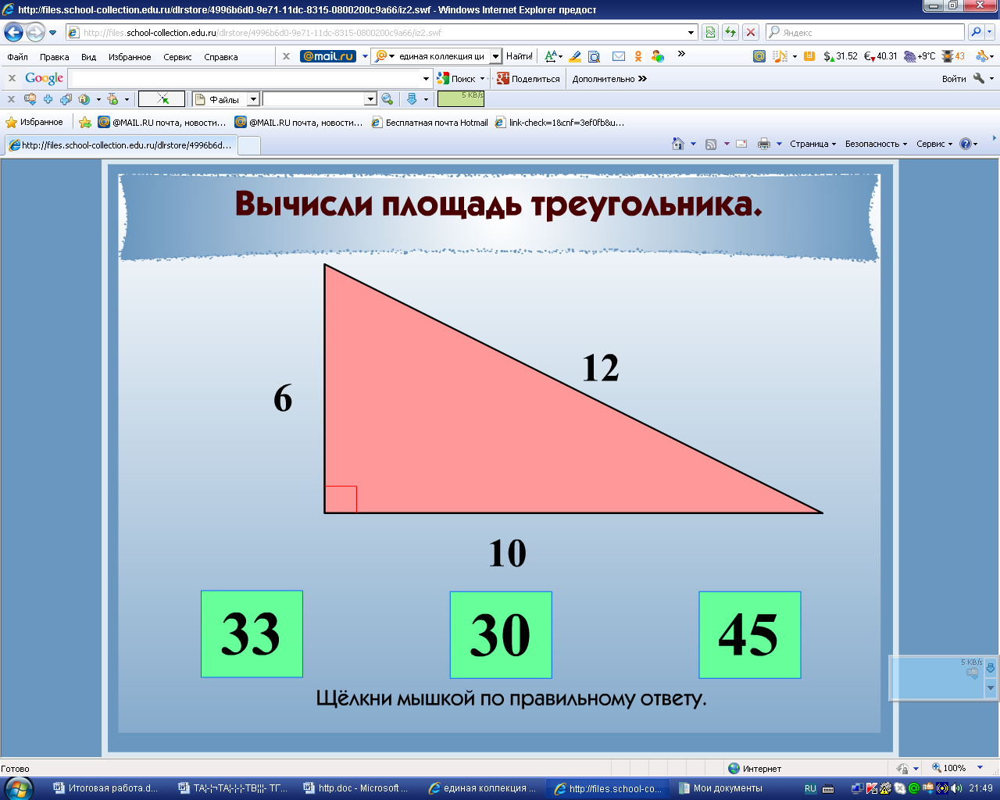 http://files.school-collection.edu.ru/dlrstore/4996b6d0-9e71-11dc-8315-0800200c9a66/iz2.swf - Windows Internet Explorer предост
http://files.school-collection.edu.ru/dlrstore/4996b6d0-9e71-11dc-8315-0800200c9a66/iz2.swf
Яндекс
Файл Правка Вид Избранное Сервис Справка
x @mail.ru единая коллекция ци Найти! $ 31.52 € 40.31 +9°C 43
x Google Поиск Поделиться Дополнительно Войти
x Файлы 5 KB/s
Избранное @MAIL.RU почта, новости... @MAIL.RU почта, новости... Бесплатная почта Hotmail link-check=1&cnf=3ef0fb&u...
http://files.school-collection.edu.ru/dlrstore/4996b6d... Страница Безопасность Сервис
Вычисли площадь треугольника.
12
6
10
33 30 45
5 KB/s
Щёлкни мышкой по правильному ответу.
Готово Интернет 100%
Итоговая работа.d... http.doc - Microsoft ... единая коллекция ... http://files.school-co... Мои документы RU 21:49